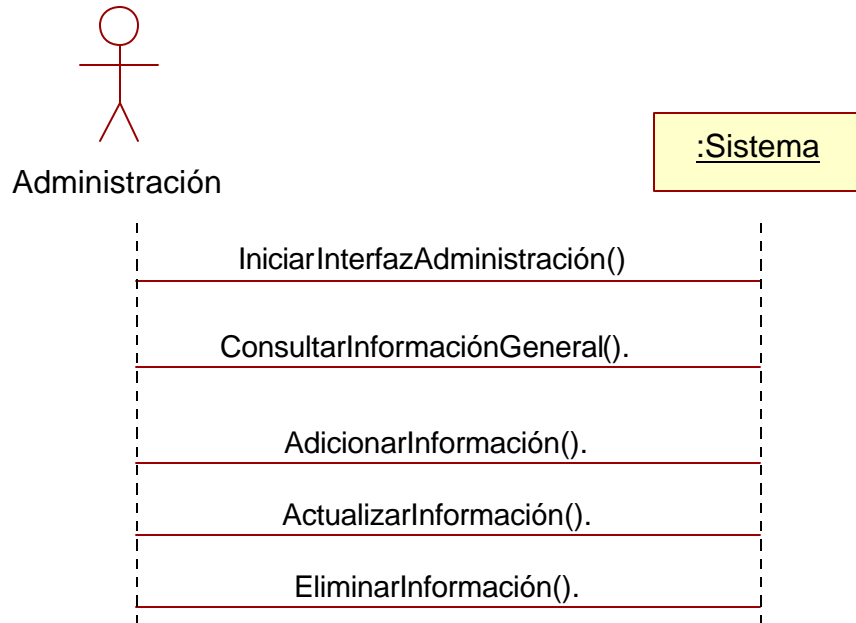 :Sistema
Administración
IniciarInterfazAdministración()
ConsultarInformaciónGeneral().
AdicionarInformación().
ActualizarInformación().
EliminarInformación().